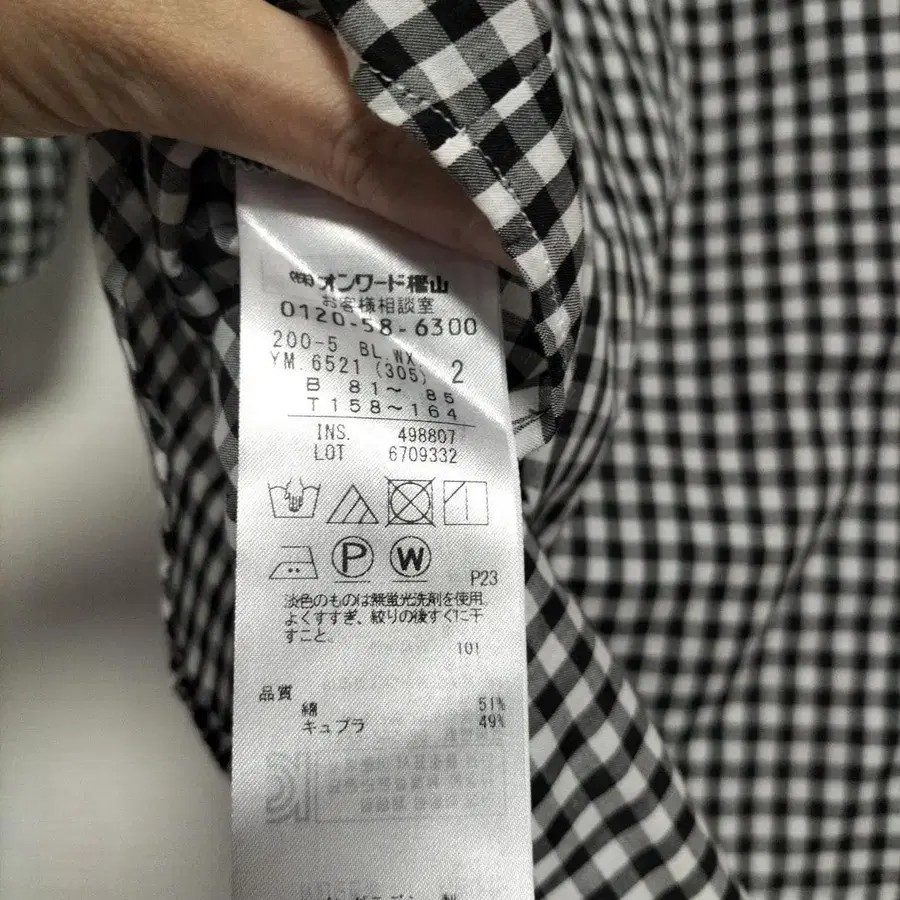 ㈱オンワード樫山
お客様相談室
0120-58-6300
200-5 BL.WX
YM.6521 (305) 2
B 81〜 85
T 158〜164
INS. 498807
LOT 6709332
P W
P23
淡色のものは無蛍光洗剤を使用。
よくすすぎ、絞りの後すぐに干
すこと。
101
品質
綿 51%
キュプラ 49%